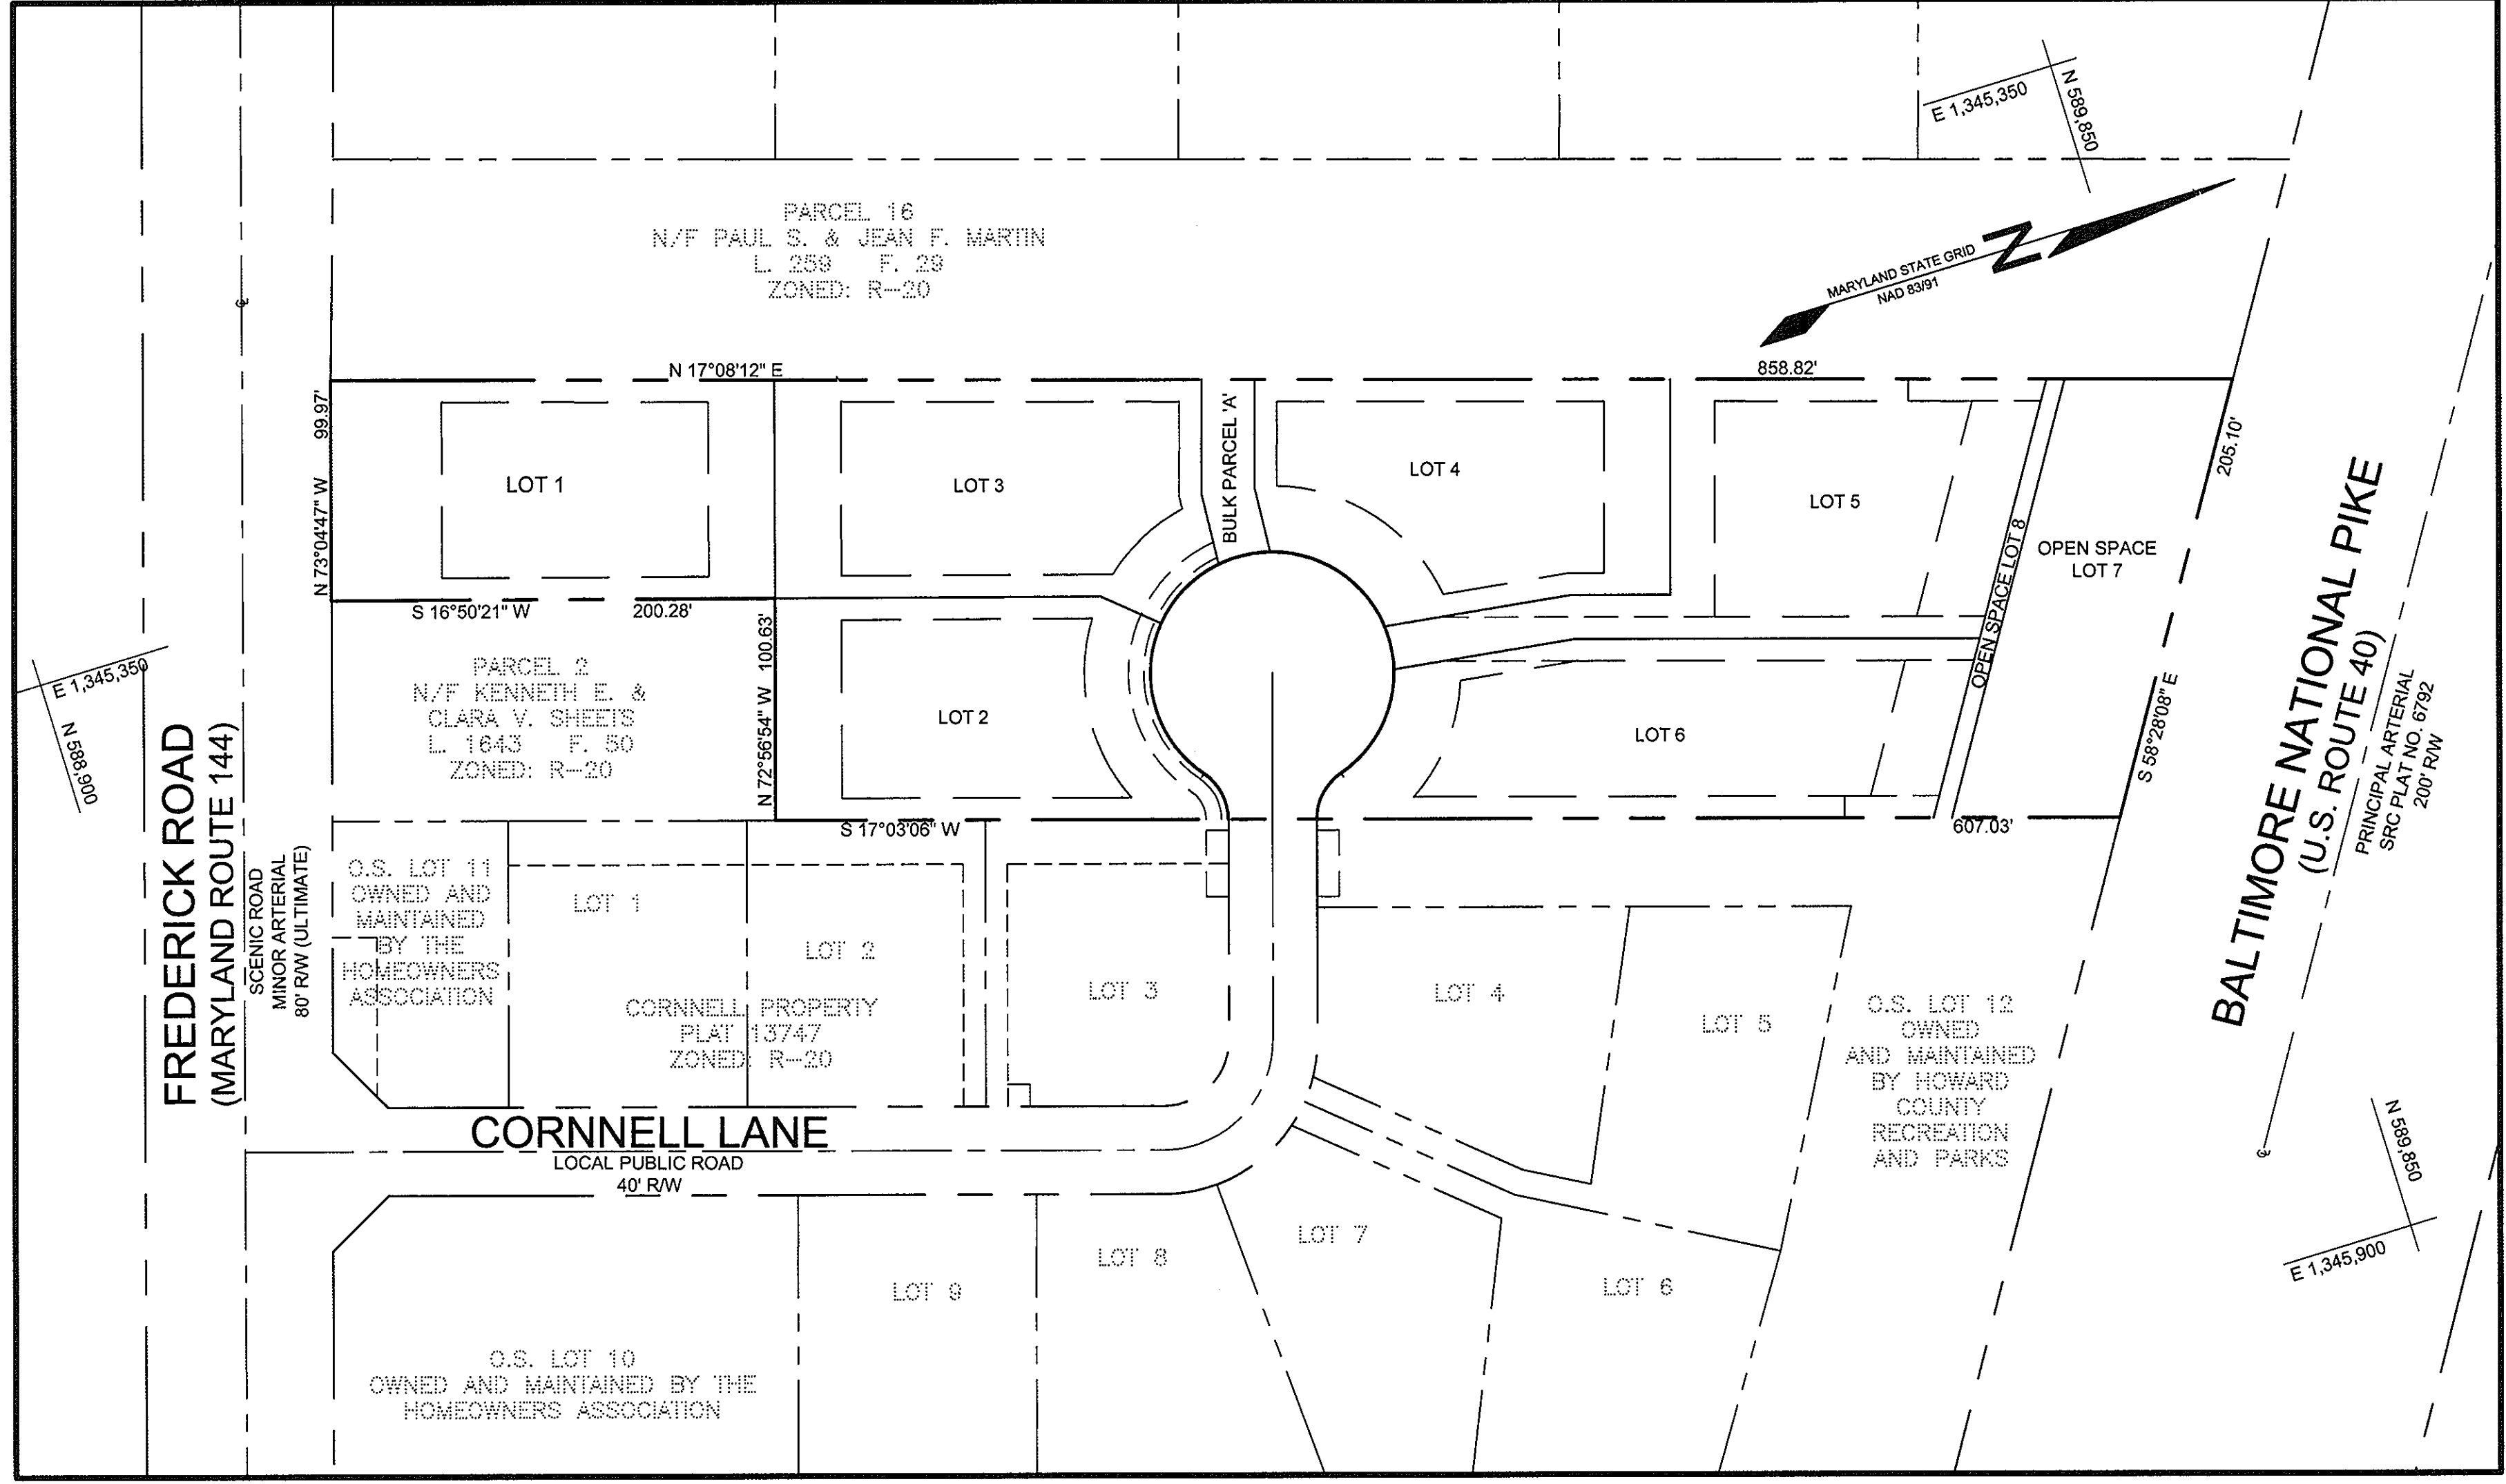 E 1,345,350
N 589,850
MARYLAND STATE GRID
NAD 83/91
N
PARCEL 16
N/F PAUL S. & JEAN F. MARTIN
L. 259 F. 29
ZONED: R-20
N 17°08'12" E
858.82'
N 73°04'47" W 99.97'
LOT 1
LOT 3
BULK PARCEL 'A'
LOT 4
LOT 5
OPEN SPACE LOT 8
OPEN SPACE
LOT 7
205.10'
S 58°28'08" E
S 16°50'21" W
200.28'
N 72°56'54" W 100.63'
PARCEL 2
N/F KENNETH E. &
CLARA V. SHEETS
L. 1643 F. 50
ZONED: R-20
LOT 2
LOT 6
S 17°03'06" W
607.03'
E 1,345,350
N 588,900
FREDERICK ROAD
(MARYLAND ROUTE 144)
SCENIC ROAD
MINOR ARTERIAL
80' R/W (ULTIMATE)
BALTIMORE NATIONAL PIKE
(U.S. ROUTE 40)
PRINCIPAL ARTERIAL
SRC PLAT NO. 6792
200' R/W
O.S. LOT 11
OWNED AND
MAINTAINED
BY THE
HOMEOWNERS
ASSOCIATION
LOT 1
LOT 2
CORNNELL PROPERTY
PLAT 13747
ZONED: R-20
LOT 3
LOT 4
LOT 5
O.S. LOT 12
OWNED
AND MAINTAINED
BY HOWARD
COUNTY
RECREATION
AND PARKS
CORNNELL LANE
LOCAL PUBLIC ROAD
40' R/W
LOT 9
LOT 8
LOT 7
LOT 6
O.S. LOT 10
OWNED AND MAINTAINED BY THE
HOMEOWNERS ASSOCIATION
N 589,850
E 1,345,900